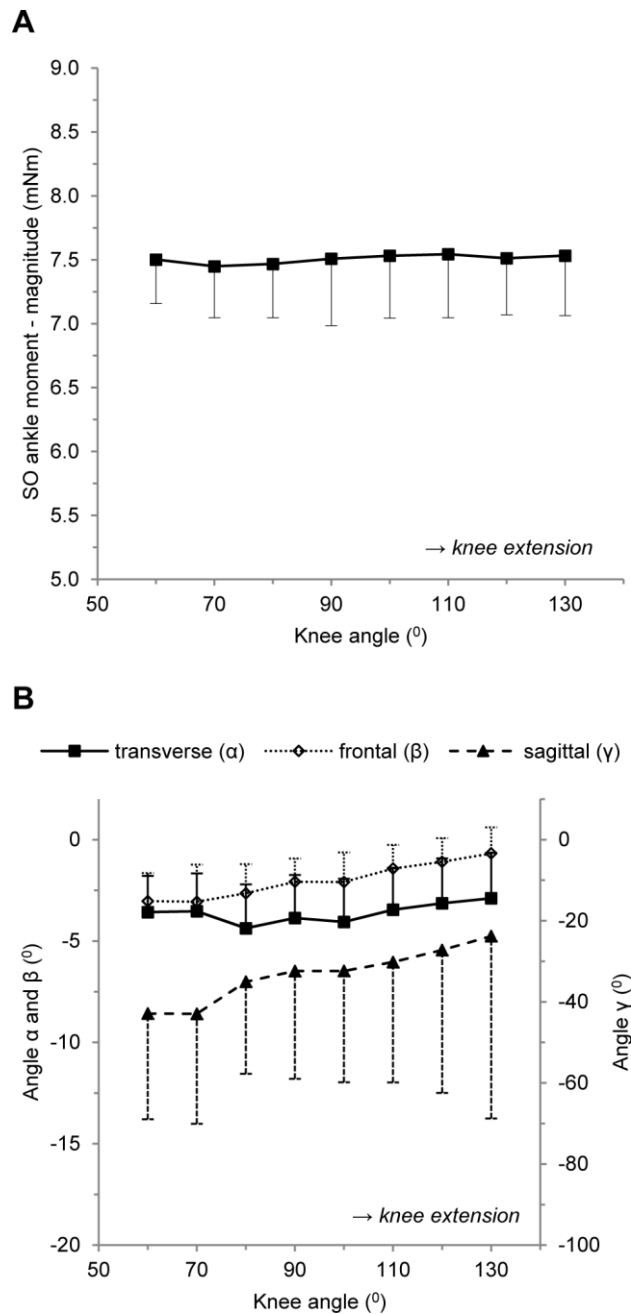 A
SO ankle moment - magnitude (mNm)
9.0
8.5
8.0
7.5
7.0
6.5
6.0
5.5
5.0
→ knee extension
50 70 90 110 130
Knee angle (⁰)
B
transverse (α) frontal (β) sagittal (γ)
Angle α and β (⁰)
0
-5
-10
-15
-20
0
-20
-40
-60
-80
-100
Angle γ (⁰)
→ knee extension
50 70 90 110 130
Knee angle (⁰)